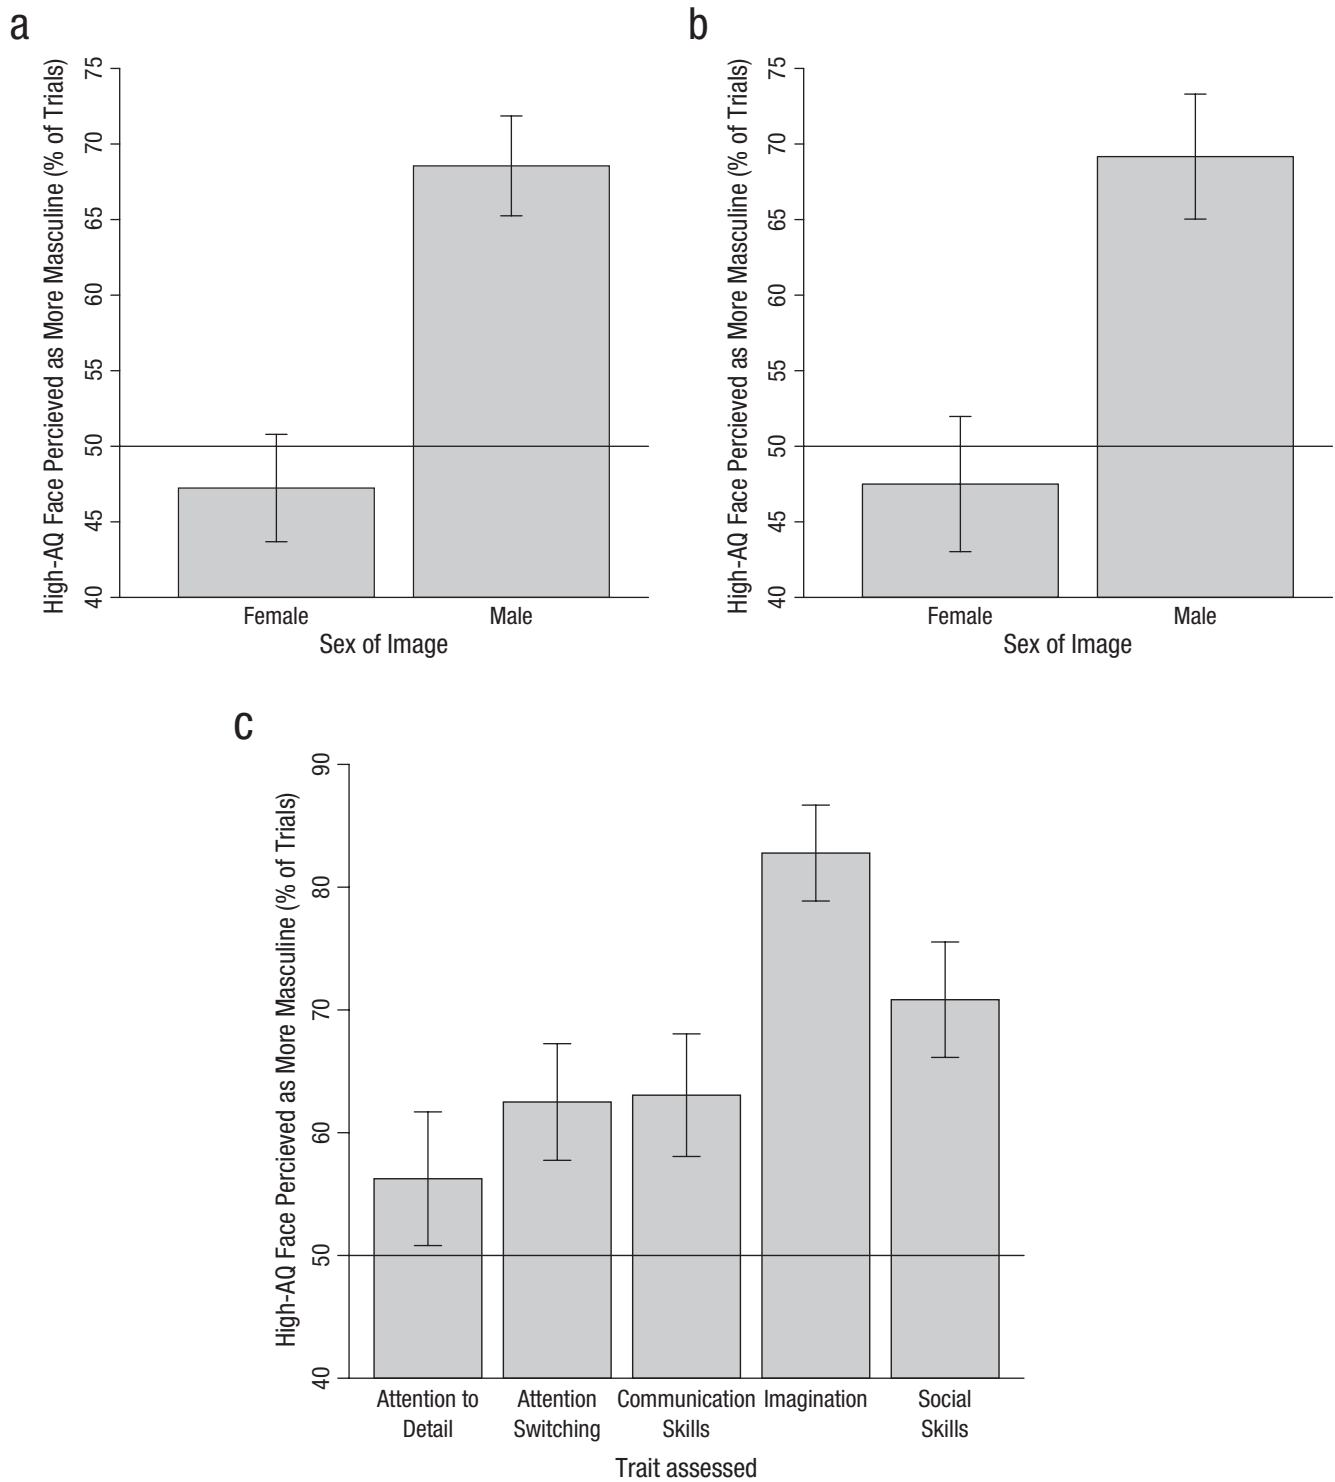 a
High-AQ Face Percieved as More Masculine (% of Trials)
75
70
65
60
55
50
45
40
Female
Male
Sex of Image
b
High-AQ Face Percieved as More Masculine (% of Trials)
75
70
65
60
55
50
45
40
Female
Male
Sex of Image
c
High-AQ Face Percieved as More Masculine (% of Trials)
90
80
70
60
50
40
Attention to
Detail
Attention
Switching
Communication
Skills
Imagination
Social
Skills
Trait assessed